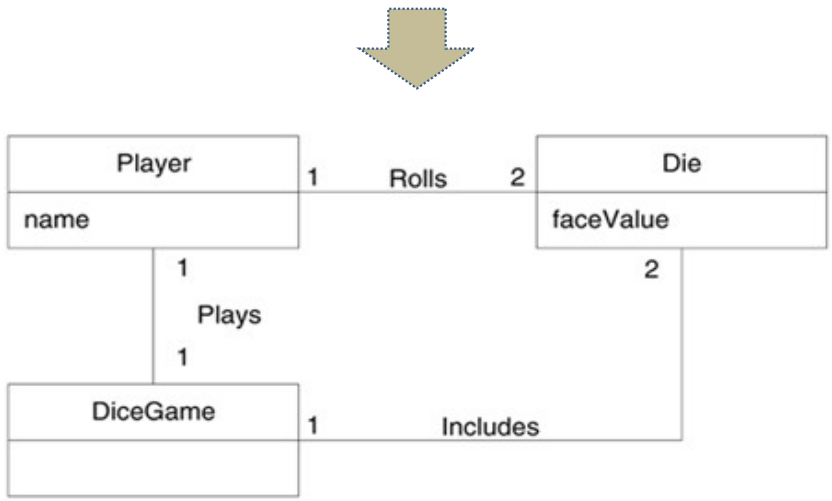 Player
1 Rolls 2
Die
name
faceValue
1
2
Plays
1
DiceGame
1 Includes